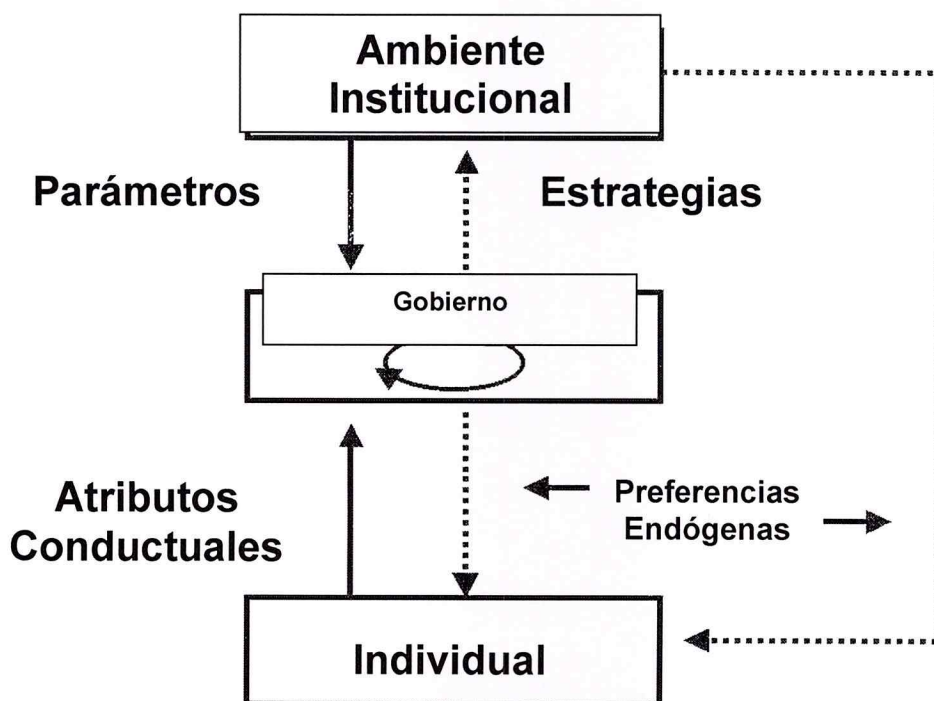 Ambiente
Institucional
Parámetros
Estrategias
Gobierno
Atributos
Conductuales
Preferencias
Endógenas
Individual